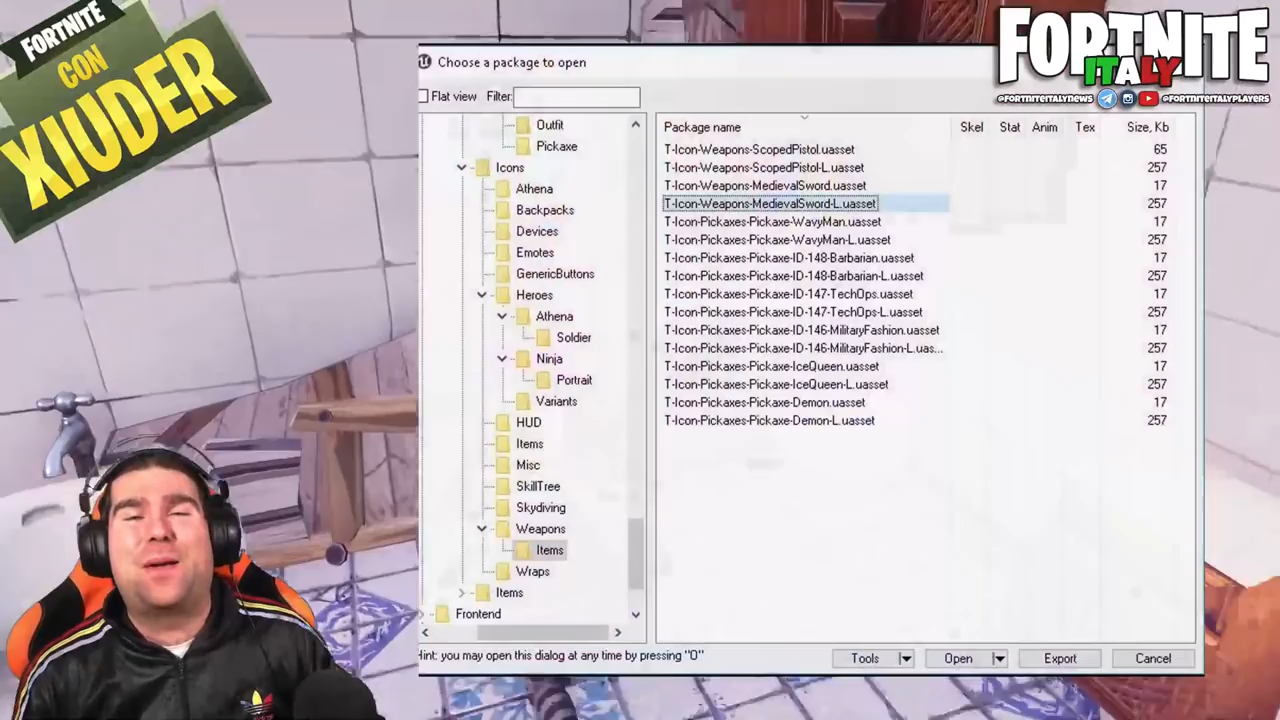 FORTNITE
CON
XIUDER
FORTNITE
ITALY
@FORTNITEITALYNEWS @FORTNITEITALYPLAYERS
Choose a package to open
Flat view Filter:
Outfit
Pickaxe
Icons
Athena
Backpacks
Devices
Emotes
GenericButtons
Heroes
Athena
Soldier
Ninja
Portrait
Variants
HUD
Items
Misc
SkillTree
Skydiving
Weapons
Items
Wraps
Items
Frontend
Package name Skel Stat Anim Tex Size, Kb
T-Icon-Weapons-ScopedPistol.uasset 65
T-Icon-Weapons-ScopedPistol-L.uasset 257
T-Icon-Weapons-MedievalSword.uasset 17
T-Icon-Weapons-MedievalSword-L.uasset 257
T-Icon-Pickaxes-Pickaxe-WavyMan.uasset 17
T-Icon-Pickaxes-Pickaxe-WavyMan-L.uasset 257
T-Icon-Pickaxes-Pickaxe-ID-148-Barbarian.uasset 17
T-Icon-Pickaxes-Pickaxe-ID-148-Barbarian-L.uasset 257
T-Icon-Pickaxes-Pickaxe-ID-147-TechOps.uasset 17
T-Icon-Pickaxes-Pickaxe-ID-147-TechOps-L.uasset 257
T-Icon-Pickaxes-Pickaxe-ID-146-MilitaryFashion.uasset 17
T-Icon-Pickaxes-Pickaxe-ID-146-MilitaryFashion-L.uas... 257
T-Icon-Pickaxes-Pickaxe-IceQueen.uasset 17
T-Icon-Pickaxes-Pickaxe-IceQueen-L.uasset 257
T-Icon-Pickaxes-Pickaxe-Demon.uasset 17
T-Icon-Pickaxes-Pickaxe-Demon-L.uasset 257
Hint: you may open this dialog at any time by pressing "O"
Tools Open Export Cancel
adidas